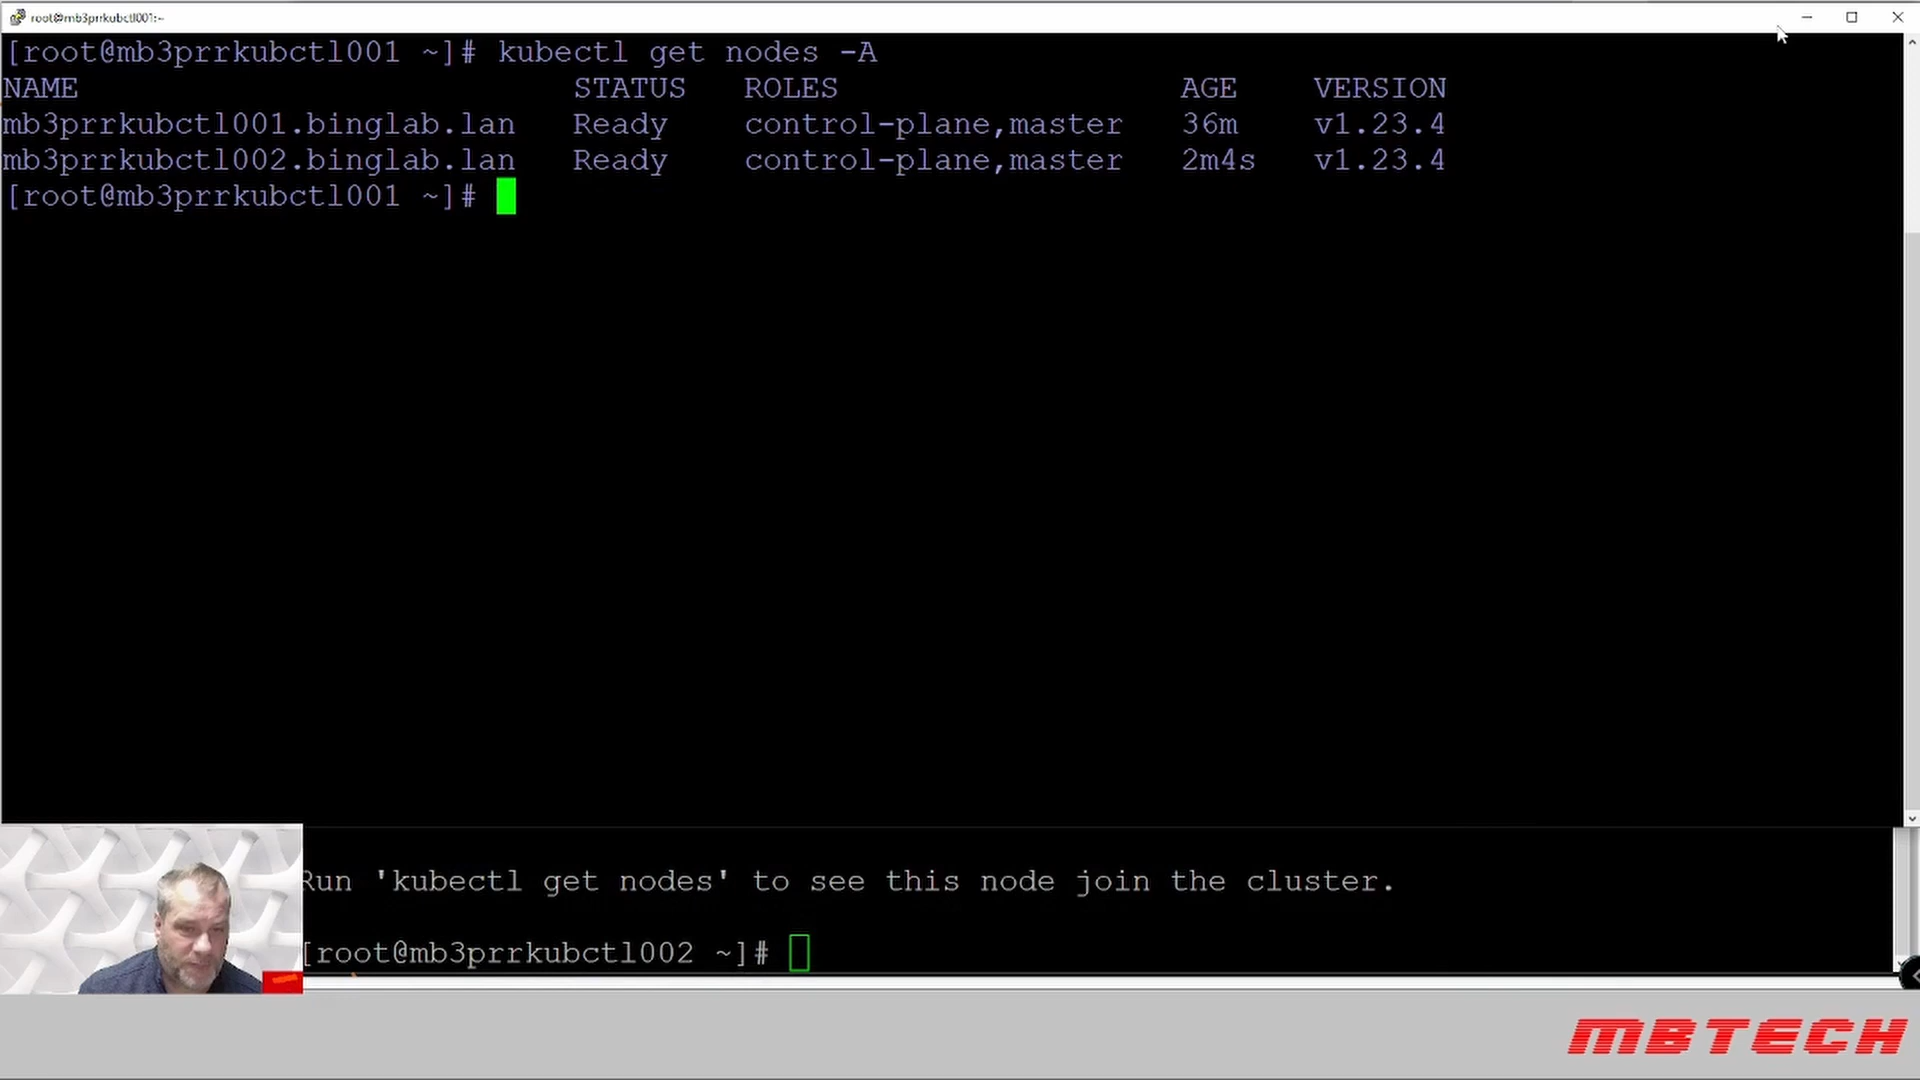 root@mb3prrkubctl001:~
[root@mb3prrkubctl001 ~]# kubectl get nodes -A
NAME STATUS ROLES AGE VERSION
mb3prrkubctl001.binglab.lan Ready control-plane,master 36m v1.23.4
mb3prrkubctl002.binglab.lan Ready control-plane,master 2m4s v1.23.4
[root@mb3prrkubctl001 ~]#
Run 'kubectl get nodes' to see this node join the cluster.
[root@mb3prrkubctl002 ~]#
MBTECH